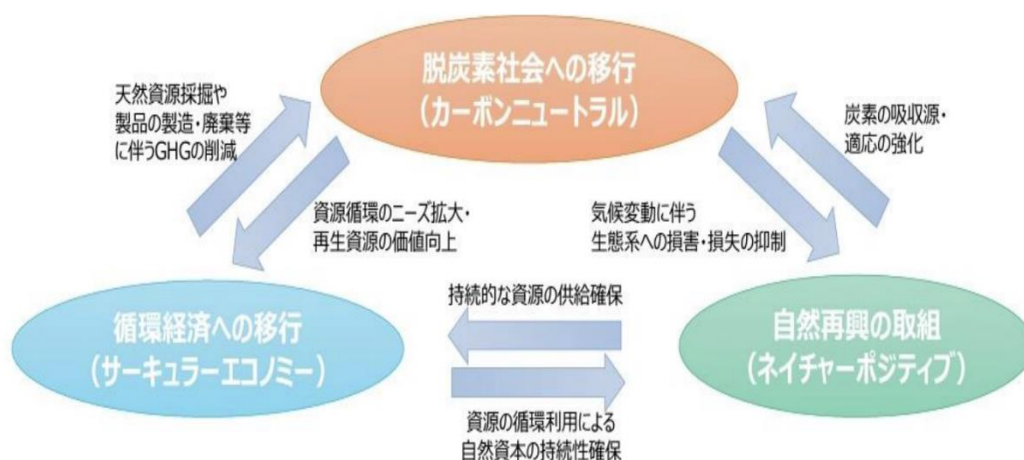 脱炭素社会への移行
(カーボンニュートラル)
天然資源採掘や
製品の製造・廃棄等
に伴うGHGの削減
炭素の吸収源・
適応の強化
資源循環のニーズ拡大・
再生資源の価値向上
気候変動に伴う
生態系への損害・損失の抑制
持続的な資源の供給確保
循環経済への移行
(サーキュラーエコノミー)
自然再興の取組
(ネイチャーポジティブ)
資源の循環利用による
自然資本の持続性確保